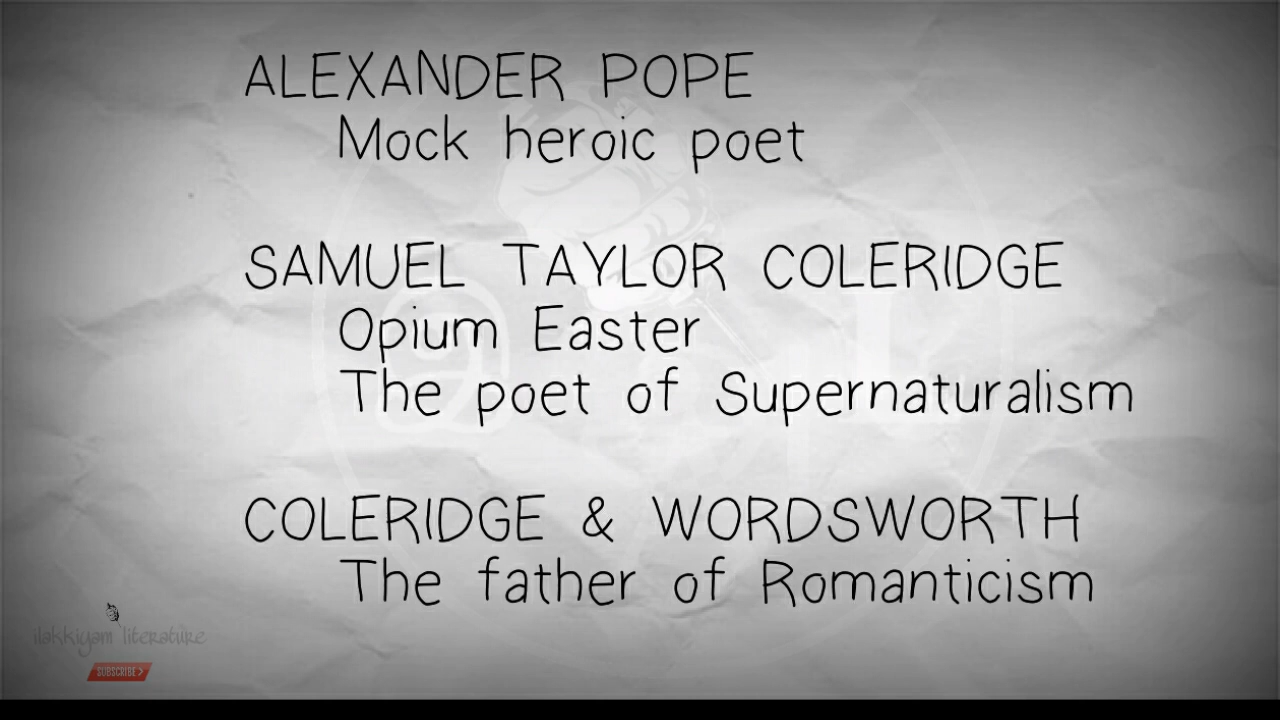 ALEXANDER POPE
Mock heroic poet
SAMUEL TAYLOR COLERIDGE
Opium Easter
The poet of Supernaturalism
COLERIDGE & WORDSWORTH
The father of Romanticism
ilakkiyam literature
SUBSCRIBE >